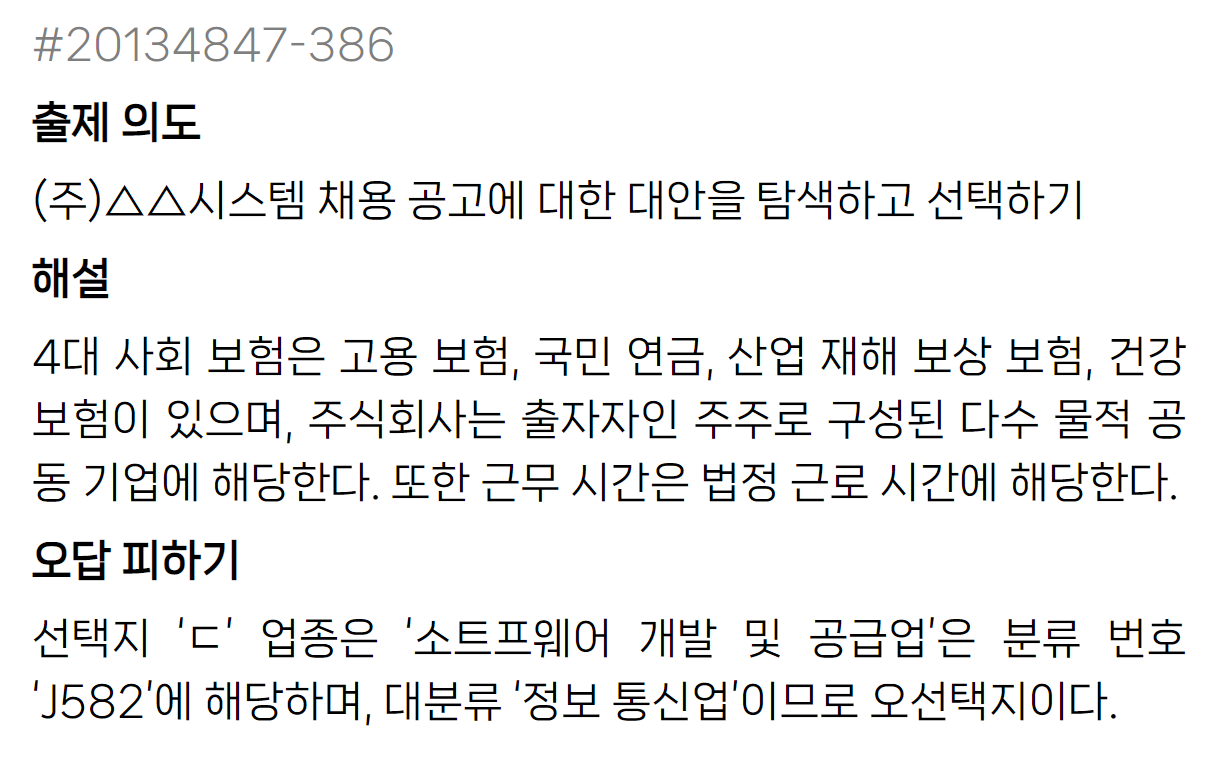 #20134847-386
출제 의도
(주)△△시스템 채용 공고에 대한 대안을 탐색하고 선택하기
해설
4대 사회 보험은 고용 보험, 국민 연금, 산업 재해 보상 보험, 건강
보험이 있으며, 주식회사는 출자자인 주주로 구성된 다수 물적 공
동 기업에 해당한다. 또한 근무 시간은 법정 근로 시간에 해당한다.
오답 피하기
선택지 'ㄷ' 업종은 '소트프웨어 개발 및 공급업'은 분류 번호
'J582'에 해당하며, 대분류 '정보 통신업'이므로 오선택지이다.